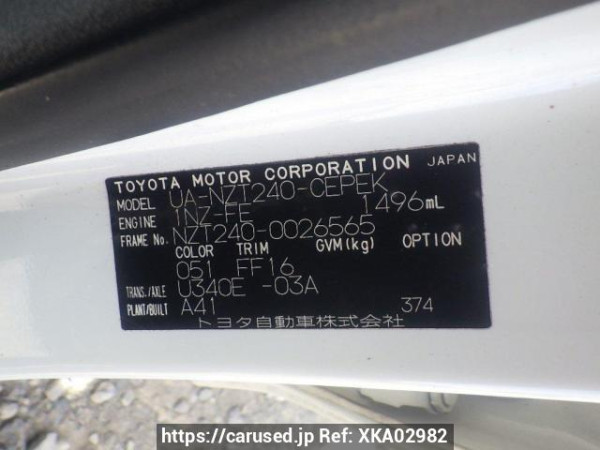 TOYOTA MOTOR CORPORATION JAPAN
MODEL UA-NZT240-CEPEK
ENGINE 1NZ-FE 1496mL
FRAME No. NZT240-0026565
COLOR TRIM GVM(kg) OPTION
051 FF16
TRANS./AXLE U340E -03A
PLANT/BUILT A41 374
トヨタ自動車株式会社
https://carused.jp Ref: XKA02982